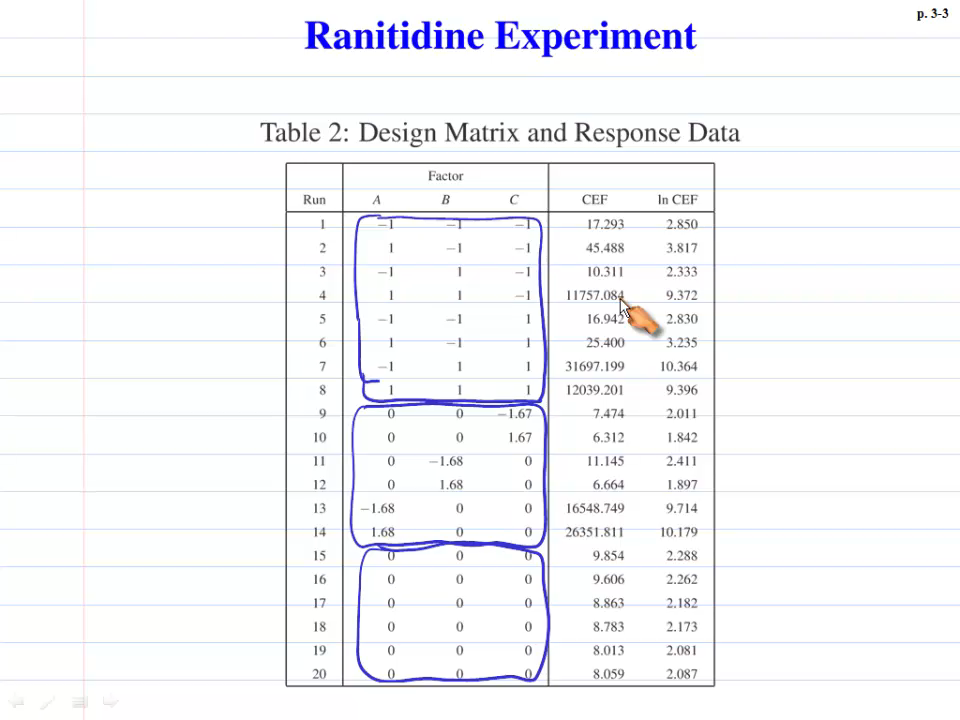 p. 3-3
Ranitidine Experiment
Table 2: Design Matrix and Response Data
Factor
Run A B C CEF ln CEF
1 −1 −1 −1 17.293 2.850
2 1 −1 −1 45.488 3.817
3 −1 1 −1 10.311 2.333
4 1 1 −1 11757.084 9.372
5 −1 −1 1 16.942 2.830
6 1 −1 1 25.400 3.235
7 −1 1 1 31697.199 10.364
8 1 1 1 12039.201 9.396
9 0 0 −1.67 7.474 2.011
10 0 0 1.67 6.312 1.842
11 0 −1.68 0 11.145 2.411
12 0 1.68 0 6.664 1.897
13 −1.68 0 0 16548.749 9.714
14 1.68 0 0 26351.811 10.179
15 0 0 0 9.854 2.288
16 0 0 0 9.606 2.262
17 0 0 0 8.863 2.182
18 0 0 0 8.783 2.173
19 0 0 0 8.013 2.081
20 0 0 0 8.059 2.087